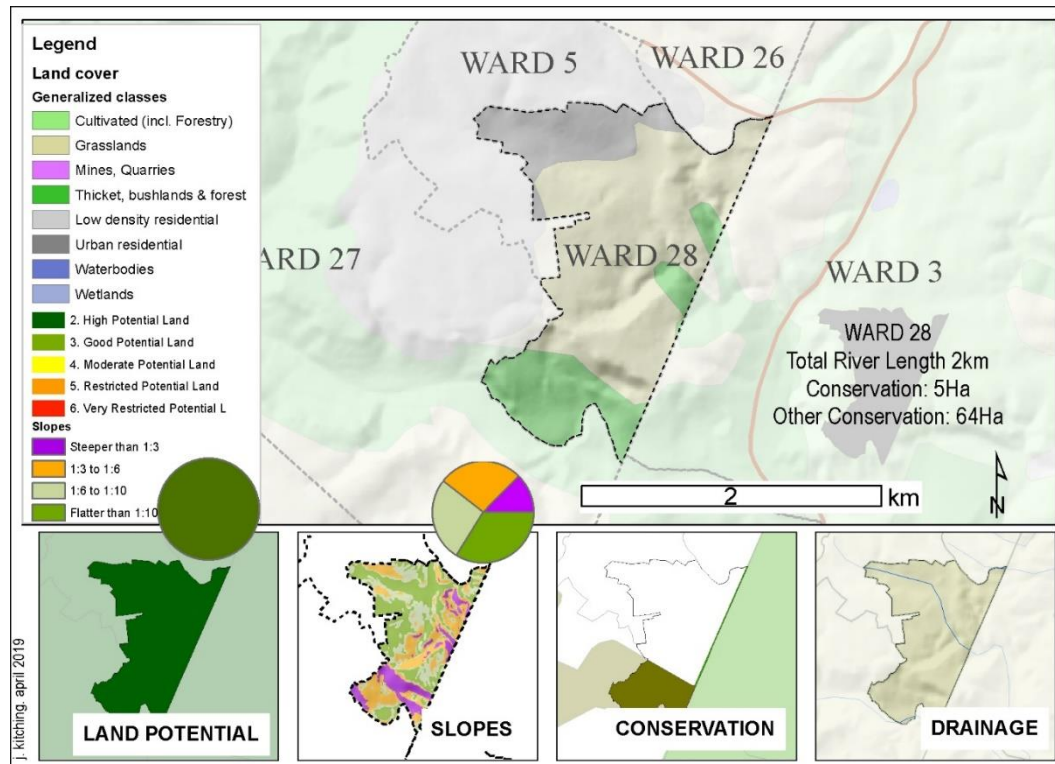 Legend
Land cover
Generalized classes
Cultivated (incl. Forestry)
Grasslands
Mines, Quarries
Thicket, bushlands & forest
Low density residential
Urban residential
Waterbodies
Wetlands
2. High Potential Land
3. Good Potential Land
4. Moderate Potential Land
5. Restricted Potential Land
6. Very Restricted Potential L
Slopes
Steeper than 1:3
1:3 to 1:6
1:6 to 1:10
Flatter than 1:10
WARD 5
WARD 26
ARD 27
WARD 28
WARD 3
WARD 28
Total River Length 2km
Conservation: 5Ha
Other Conservation: 64Ha
2
km
N
LAND POTENTIAL
SLOPES
CONSERVATION
DRAINAGE
j. kitching. april 2019